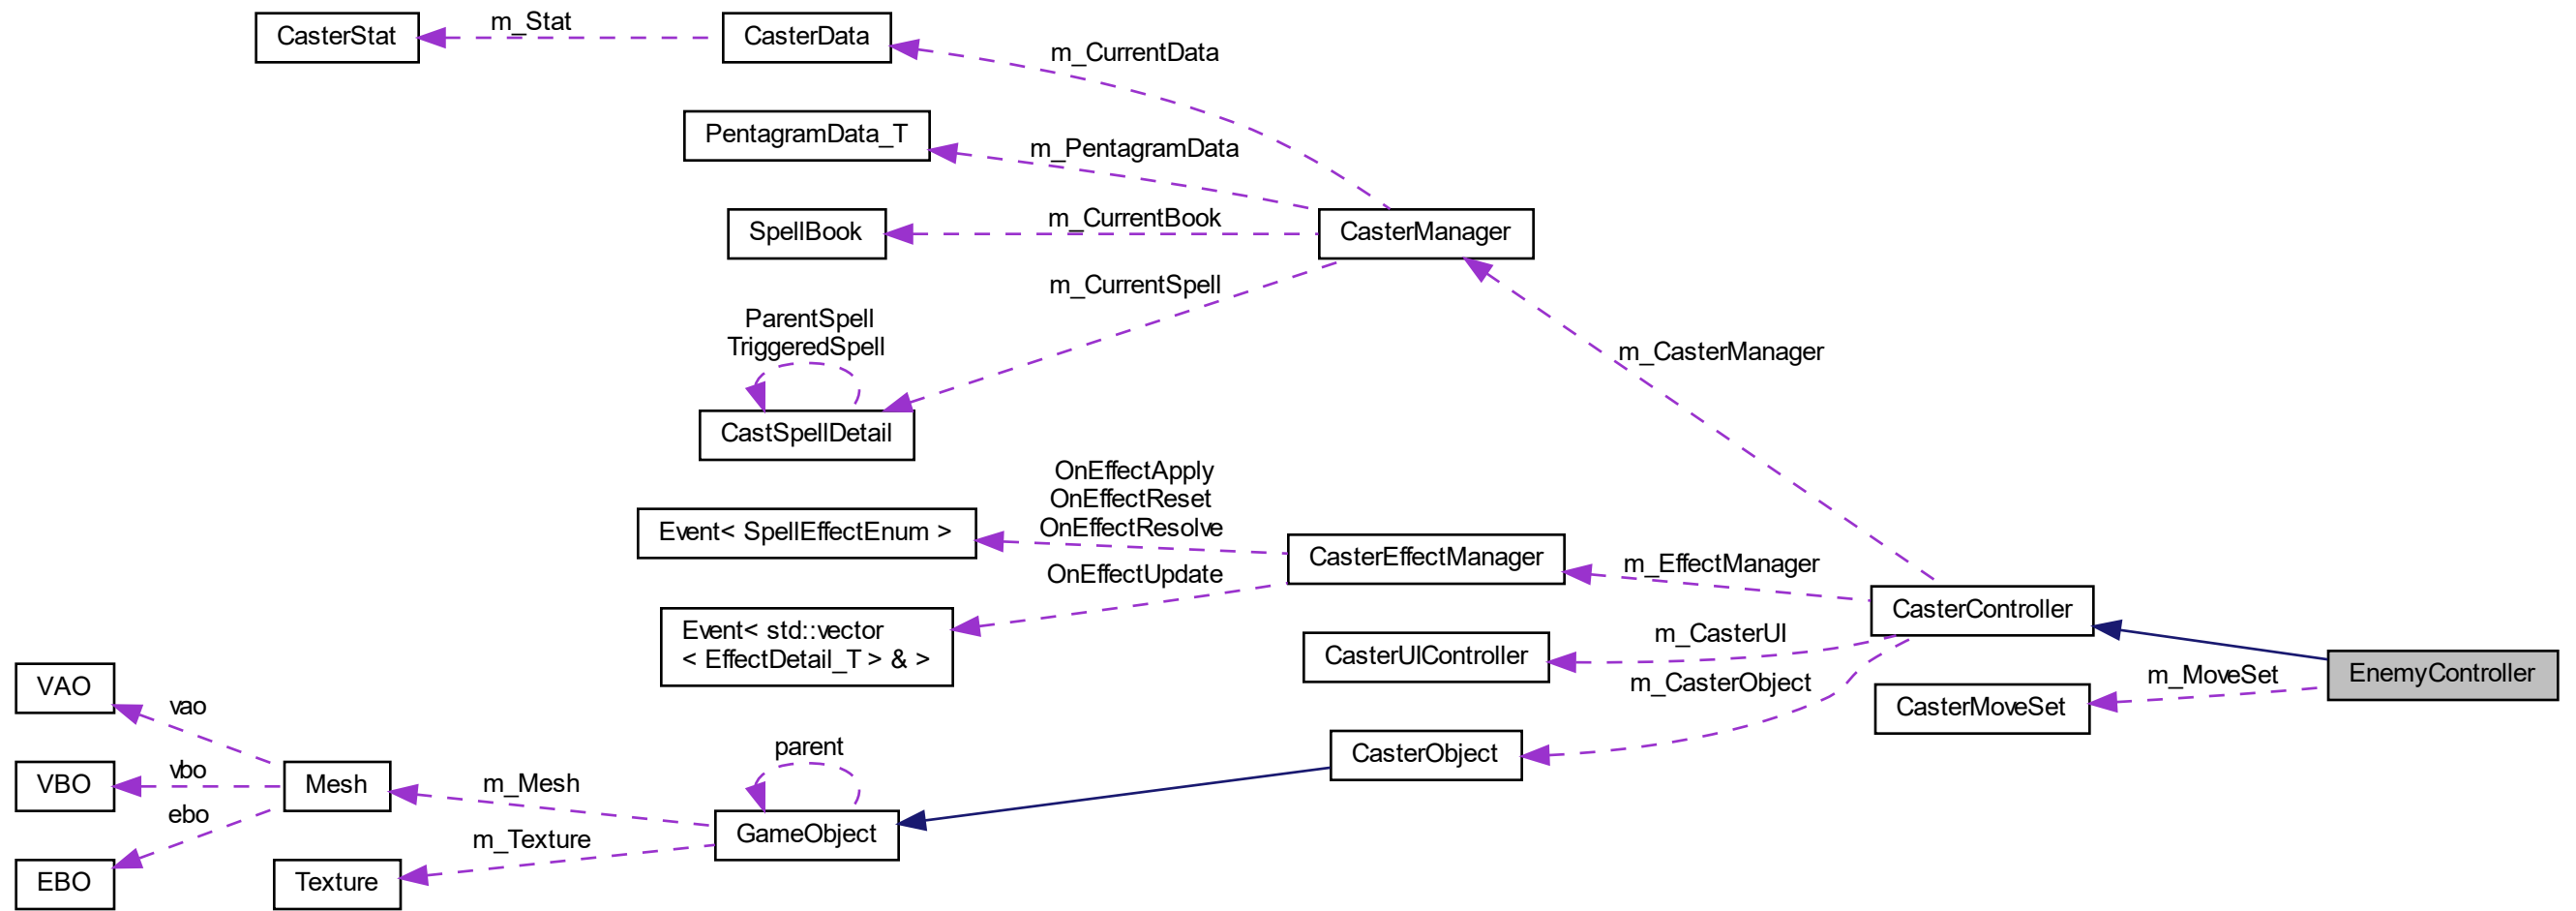 CasterStat
m_Stat
CasterData
m_CurrentData
PentagramData_T
m_PentagramData
SpellBook
m_CurrentBook
CasterManager
m_CurrentSpell
ParentSpell
TriggeredSpell
CastSpellDetail
m_CasterManager
OnEffectApply
OnEffectReset
OnEffectResolve
Event< SpellEffectEnum >
CasterEffectManager
OnEffectUpdate
m_EffectManager
CasterController
Event< std::vector
< EffectDetail_T > & >
CasterUIController
m_CasterUI
m_CasterObject
EnemyController
m_MoveSet
CasterMoveSet
VAO
vao
VBO
vbo
Mesh
ebo
EBO
m_Mesh
parent
GameObject
CasterObject
m_Texture
Texture